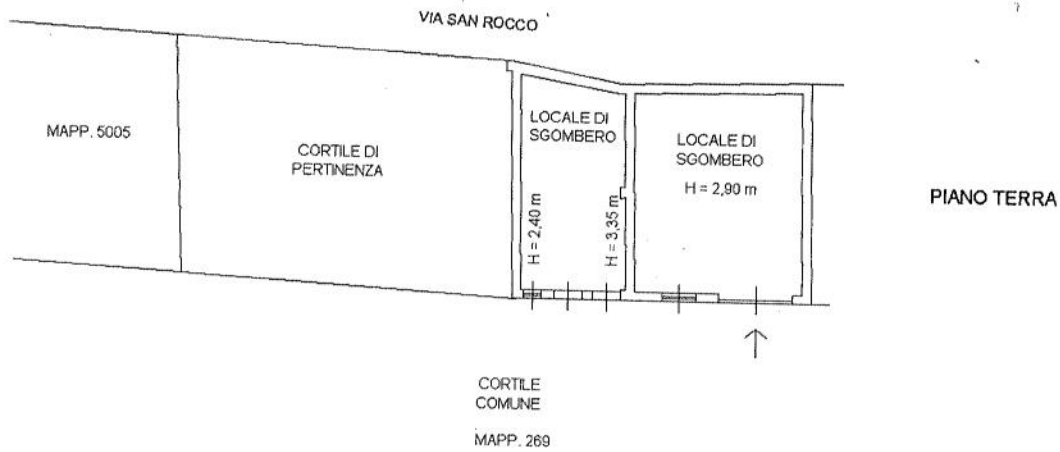 VIA SAN ROCCO
MAPP. 5005
CORTILE DI
PERTINENZA
LOCALE DI
SGOMBERO
H = 2,40 m
H = 3,35 m
LOCALE DI
SGOMBERO
H = 2,90 m
PIANO TERRA
CORTILE
COMUNE
MAPP. 269